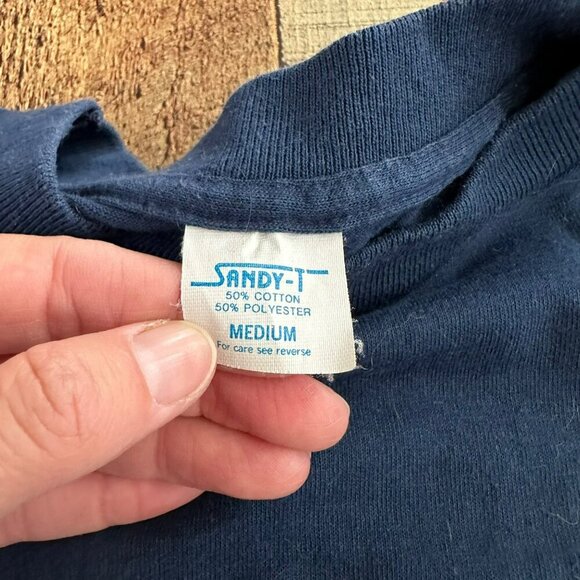 SANDY-T
50% COTTON
50% POLYESTER
MEDIUM
For care see reverse